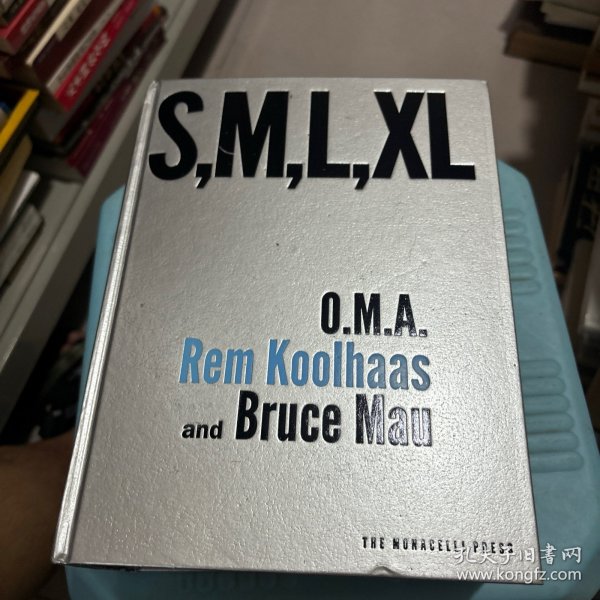 S,M,L,XL
O.M.A.
Rem Koolhaas
and Bruce Mau
THE MONACELLI PRESS
孔夫子旧书网
www.kongfz.com